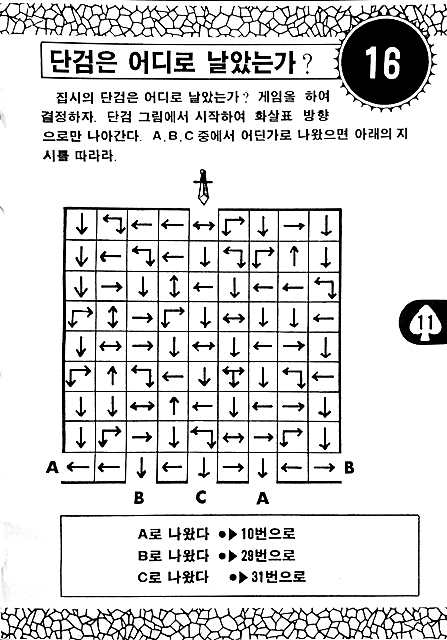 단검은 어디로 날았는가?
16
집시의 단검은 어디로 날았는가? 게임을 하여
결정하자. 단검 그림에서 시작하여 화살표 방향
으로만 나아간다. A.B.C 중에서 어딘가로 나왔으면 아래의 지
시를 따라라.
11
A B
B C A
A로 나왔다 ●▶ 10번으로
B로 나왔다 ●▶ 29번으로
C로 나왔다 ●▶ 31번으로